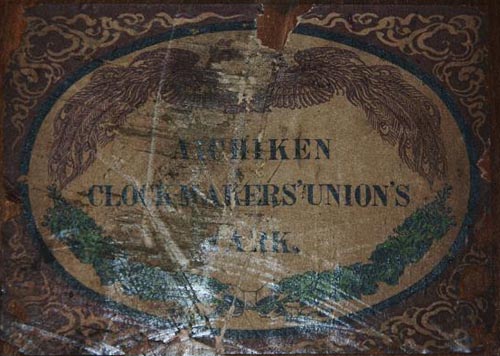 AICHIKEN
CLOCK MAKERS' UNION'S
MARK.